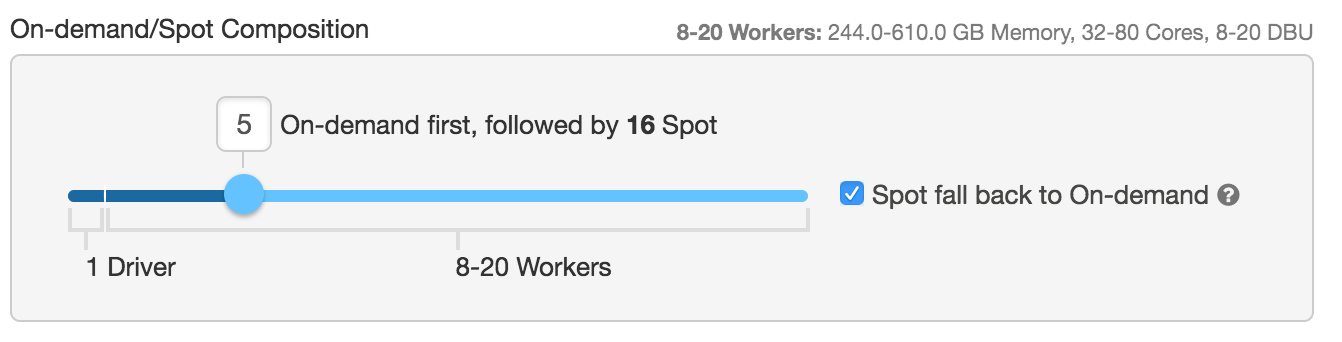 On-demand/Spot Composition
8-20 Workers: 244.0-610.0 GB Memory, 32-80 Cores, 8-20 DBU
5 On-demand first, followed by 16 Spot
Spot fall back to On-demand ?
1 Driver
8-20 Workers